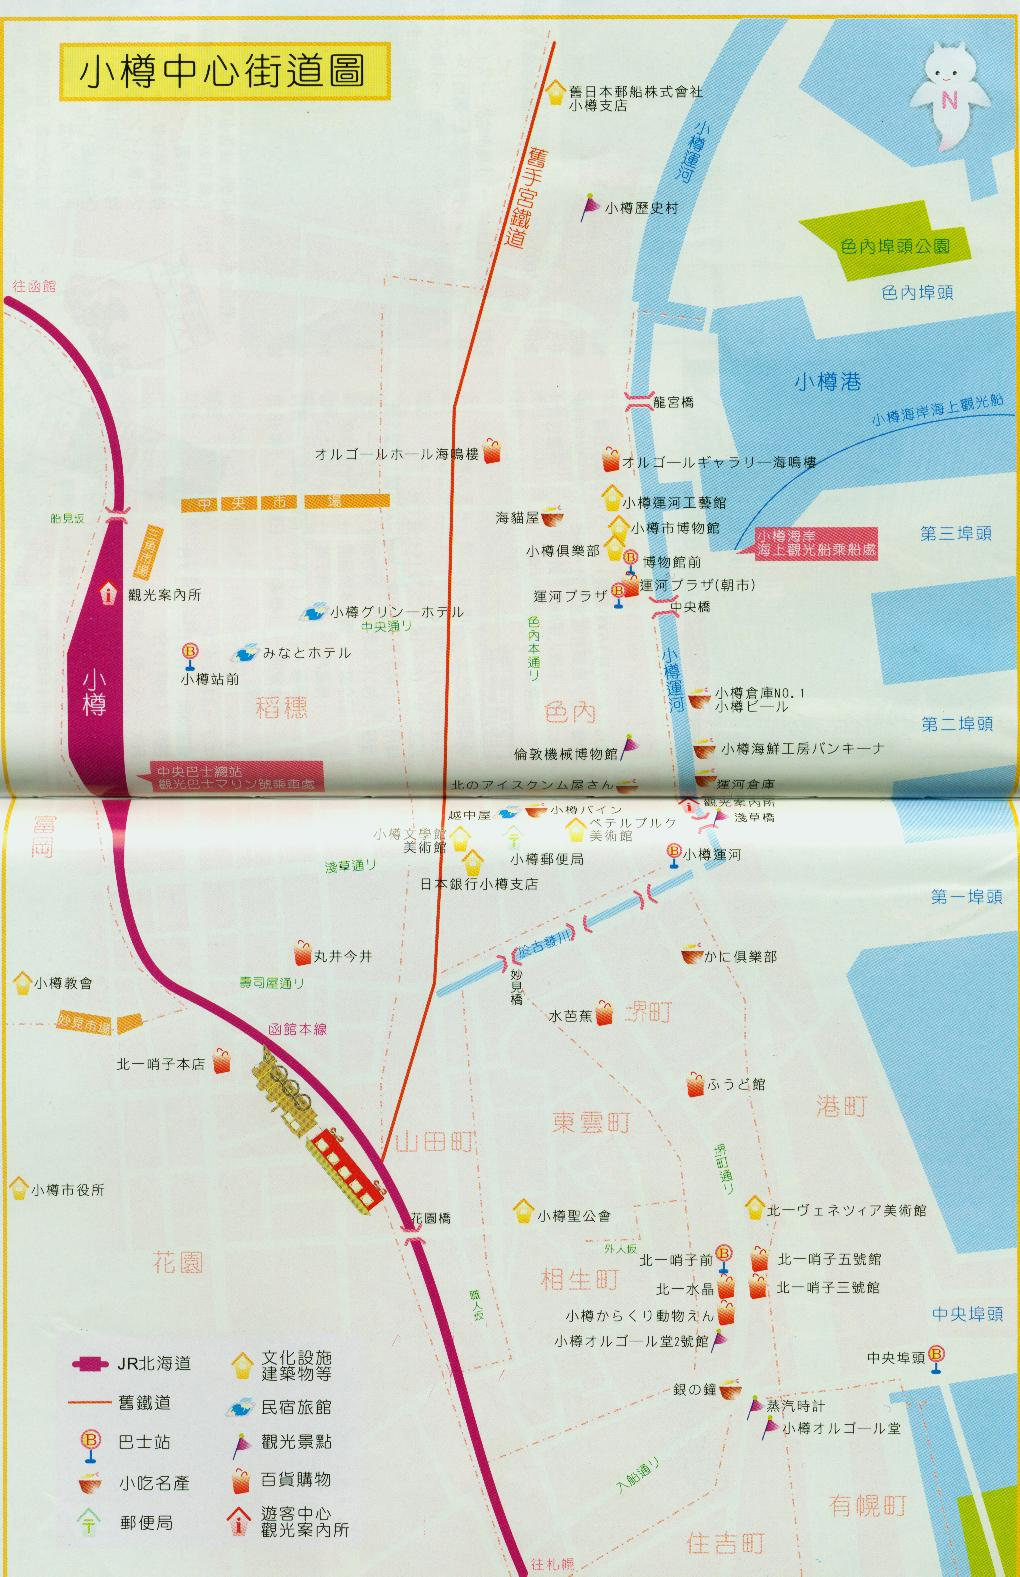 小樽中心街道圖
舊日本郵船株式會社
小樽支店
小樽運河
舊手宮鐵道
N
小樽歷史村
色內埠頭公園
色內埠頭
往函館
小樽港
小樽海岸海上觀光船
龍宮橋
オルゴールホール海鳴樓
オルゴールギャラリー海鳴樓
中央市場
小樽運河工藝館
海貓屋
船見坂
小樽市博物館
三角市場
小樽俱樂部
小樽海岸
海上觀光船乘船處
第三埠頭
博物館前
運河プラザ(朝市)
運河プラザ
中央橋
觀光案內所
小樽グリーンホテル
中央通り
色內本通り
みなとホテル
小樽站前
小樽
小樽運河
稻穗
色內
小樽倉庫NO.1
小樽ビール
第二埠頭
倫敦機械博物館
小樽海鮮工房バンキーナ
中央巴士總站
觀光巴士マリン號乘車處
運河倉庫
觀光案內所
淺草橋
越中屋
小樽バイン
富岡
小樽文學館
美術館
美術館
小樽郵便局
小樽運河
淺草通り
日本銀行小樽支店
第一埠頭
於古發川
丸井今井
かに俱樂部
小樽教會
壽司屋通り
妙見橋
妙見市場
函館本線
水芭蕉
堺町
北一哨子本店
ふうど館
港町
東雲町
山田町
堺町通り
小樽市役所
花園橋
小樽聖公會
北一ヴェネツィア美術館
外人坂
花園
北一哨子前
北一哨子五號館
相生町
北一水晶
北一哨子三號館
職人坂
小樽からくり動物えん
中央埠頭
小樽オルゴール堂2號館
中央埠頭
銀の鐘
蒸汽時計
小樽オルゴール堂
入船通り
有幌町
住吉町
往札幌
JR北海道
文化設施
建築物等
舊鐵道
民宿旅館
巴士站
觀光景點
小吃名產
百貨購物
郵便局
遊客中心
觀光案內所